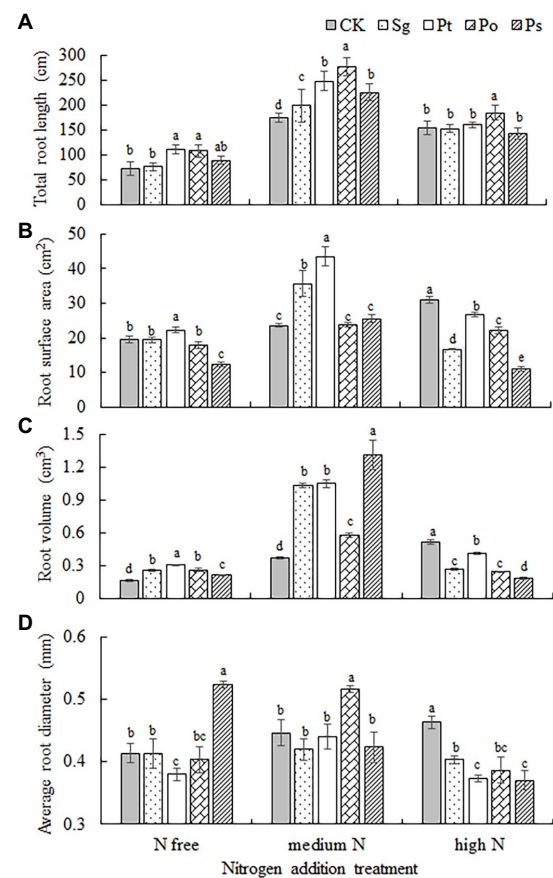 A
CK Sg Pt Po Ps
Total root length (cm)
300
250
200
150
100
50
0
b b a a ab
d c b a b
b b b a b
B
Root surface area (cm²)
50
40
30
20
10
0
b b a b c
c b a c c
a d b c e
C
Root volume (cm³)
1.5
1.2
0.9
0.6
0.3
0
d b a b c
d b b c a
a c b c d
D
Average root diameter (mm)
0.6
0.5
0.4
0.3
b b c bc a
b b b a b
a b c bc c
N free medium N high N
Nitrogen addition treatment